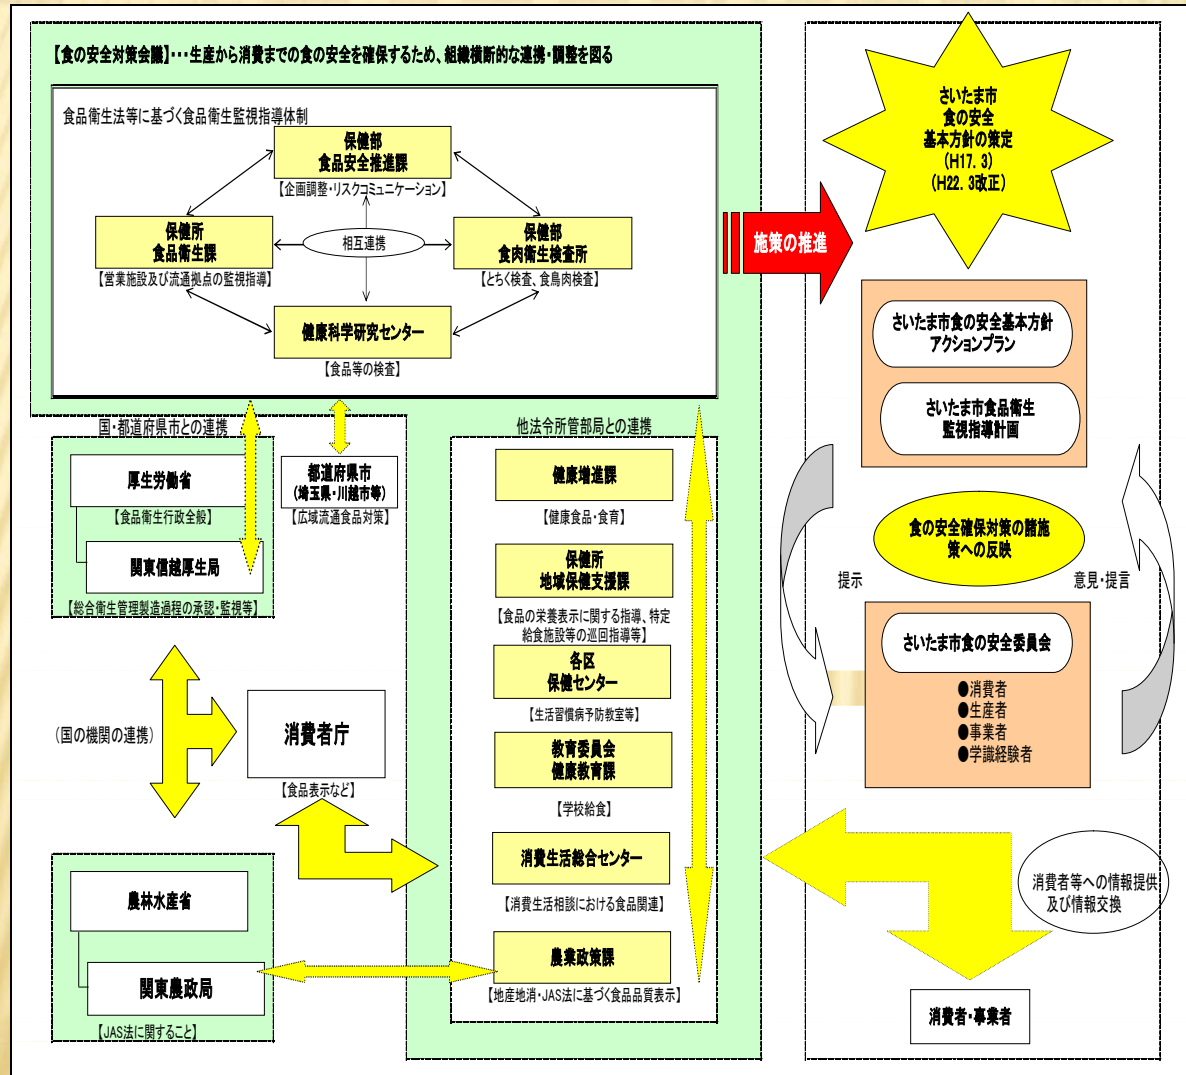 【食の安全対策会議】･･･生産から消費までの食の安全を確保するため、組織横断的な連携・調整を図る
食品衛生法等に基づく食品衛生監視指導体制
保健部
食品安全推進課
【企画調整・リスクコミュニケーション】
保健所
食品衛生課
【営業施設及び流通拠点の監視指導】
相互連携
保健部
食肉衛生検査所
【とちく検査、食鳥肉検査】
健康科学研究センター
【食品等の検査】
施策の推進
さいたま市
食の安全
基本方針の策定
(H17. 3)
(H22. 3改正)
さいたま市食の安全基本方針
アクションプラン
さいたま市食品衛生
監視指導計画
食の安全確保対策の諸施
策への反映
提示
意見・提言
さいたま市食の安全委員会
●消費者
●生産者
●事業者
●学識経験者
消費者等への情報提供
及び情報交換
消費者・事業者
国・都道府県市との連携
厚生労働省
【食品衛生行政全般】
関東信越厚生局
【総合衛生管理製造過程の承認・監視等】
都道府県市
(埼玉県・川越市等)
【広域流通食品対策】
(国の機関の連携)
消費者庁
【食品表示など】
農林水産省
関東農政局
【JAS法に関すること】
他法令所管部局との連携
健康増進課
【健康食品・食育】
保健所
地域保健支援課
【食品の栄養表示に関する指導、特定
給食施設等の巡回指導等】
各区
保健センター
【生活習慣病予防教室等】
教育委員会
健康教育課
【学校給食】
消費生活総合センター
【消費生活相談における食品関連】
農業政策課
【地産地消・JAS法に基づく食品品質表示】